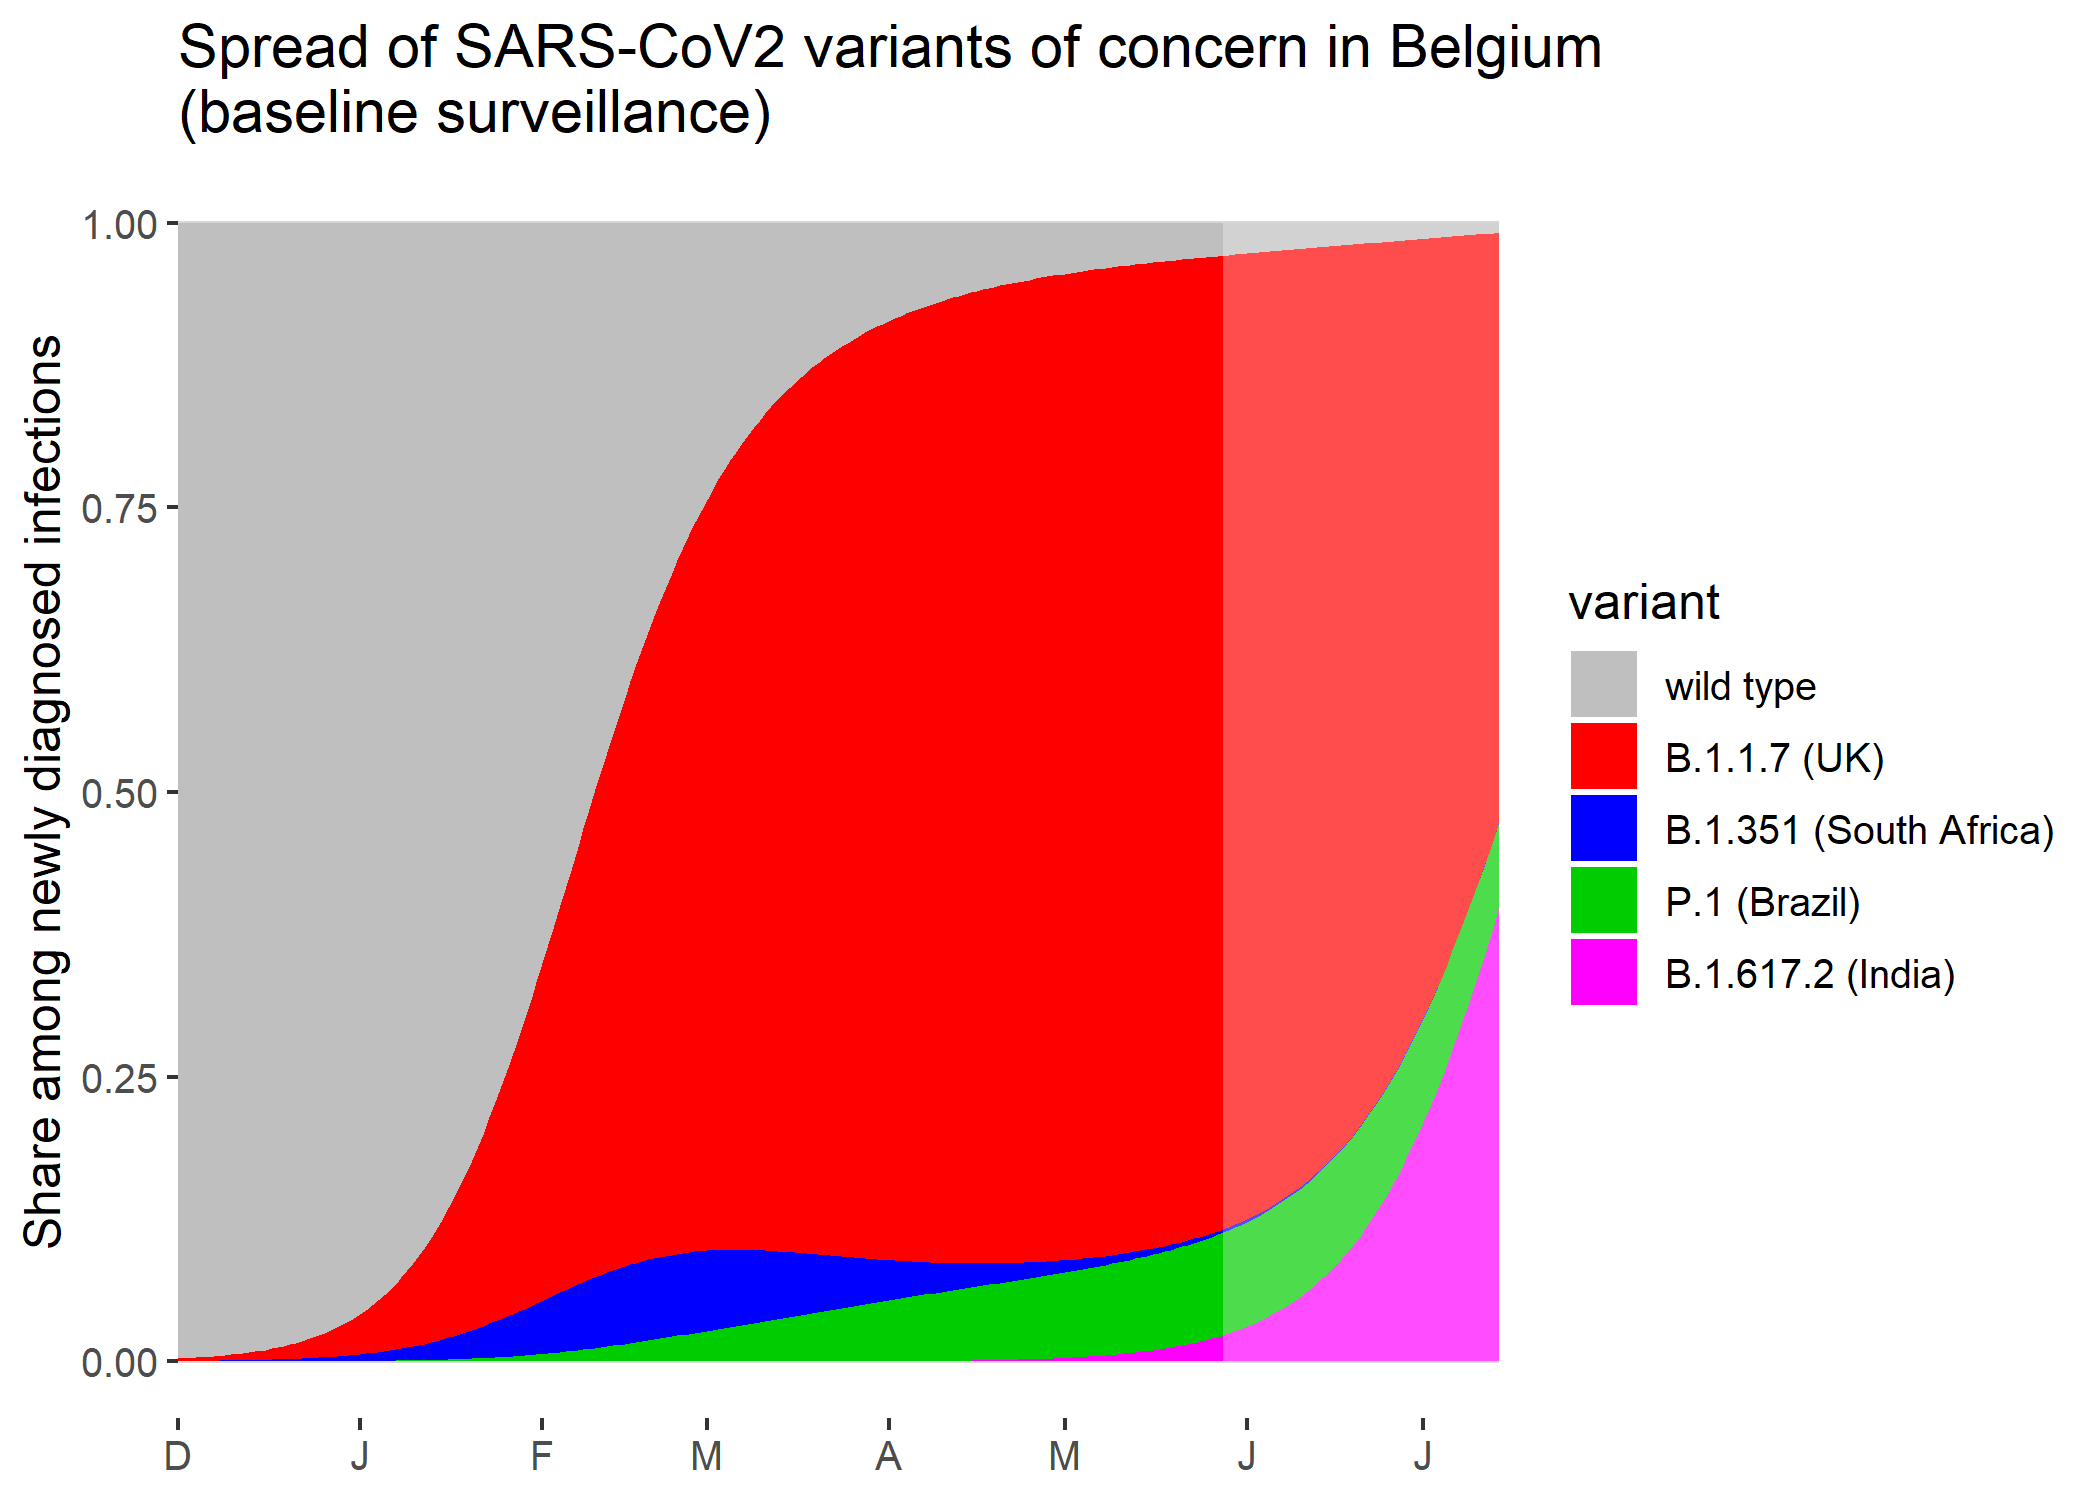 Spread of SARS-CoV2 variants of concern in Belgium
(baseline surveillance)
Share among newly diagnosed infections
1.00
0.75
0.50
0.25
0.00
D J F M A M J J
variant
wild type
B.1.1.7 (UK)
B.1.351 (South Africa)
P.1 (Brazil)
B.1.617.2 (India)